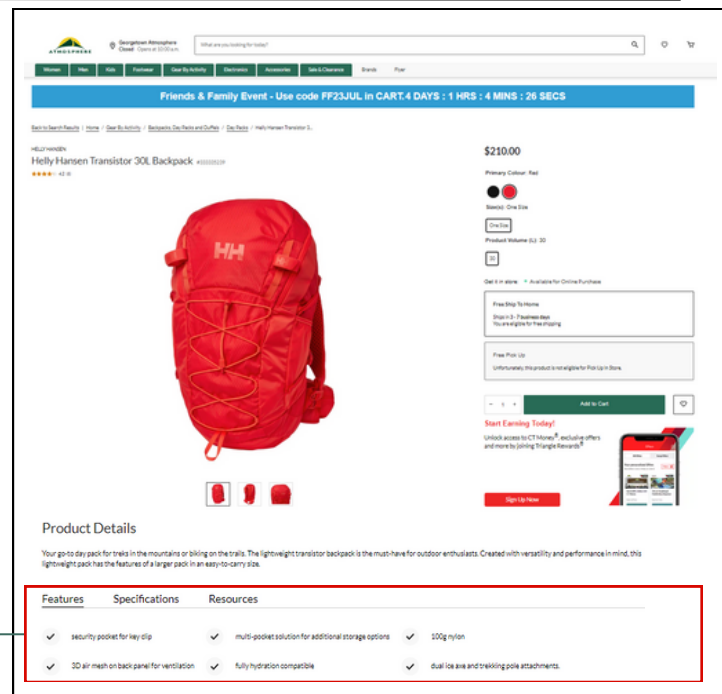 ATMOSPHERE
Georgetown Atmosphere
Closed Opens at 10:00 a.m.
What are you looking for today?
Women Men Kids Footwear Gear By Activity Electronics Accessories Sale & Clearance Brands Flyer
Friends & Family Event - Use code FF23JUL in CART.4 DAYS : 1 HRS : 4 MINS : 26 SECS
Back to Search Results / Home / Gear By Activity / Backpacks, Day Packs and Duffels / Day Packs / Helly Hansen Transistor 3...
HELLY HANSEN
Helly Hansen Transistor 30L Backpack
HH
$210.00
Primary Colour: Red
Size(s): One Size
One Size
Product Volume (L): 30
30
Get it in store: Available for Online Purchase
Free Ship To Home
Ships in 3 - 7 business days
You are eligible for free shipping
Free Pick Up
Unfortunately, this product is not eligible for Pick Up in Store.
- 1 + Add to Cart
Start Earning Today!
Unlock access to CT Money®, exclusive offers
and more by joining Triangle Rewards®
Sign Up Now
Product Details
Your go-to day pack for treks in the mountains or biking on the trails. The lightweight transistor backpack is the must-have for outdoor enthusiasts. Created with versatility and performance in mind, this
lightweight pack has the features of a larger pack in an easy-to-carry size.
Features Specifications Resources
security pocket for key clip multi-pocket solution for additional storage options 100g nylon
3D air mesh on back panel for ventilation fully hydration compatible dual ice axe and trekking pole attachments.